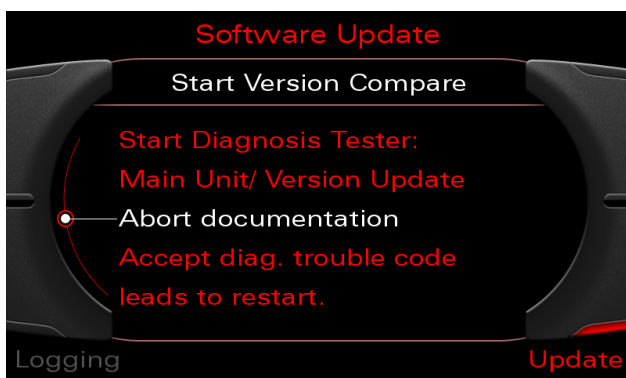 Software Update
Start Version Compare
Start Diagnosis Tester:
Main Unit/ Version Update
Abort documentation
Accept diag. trouble code
leads to restart.
Logging
Update